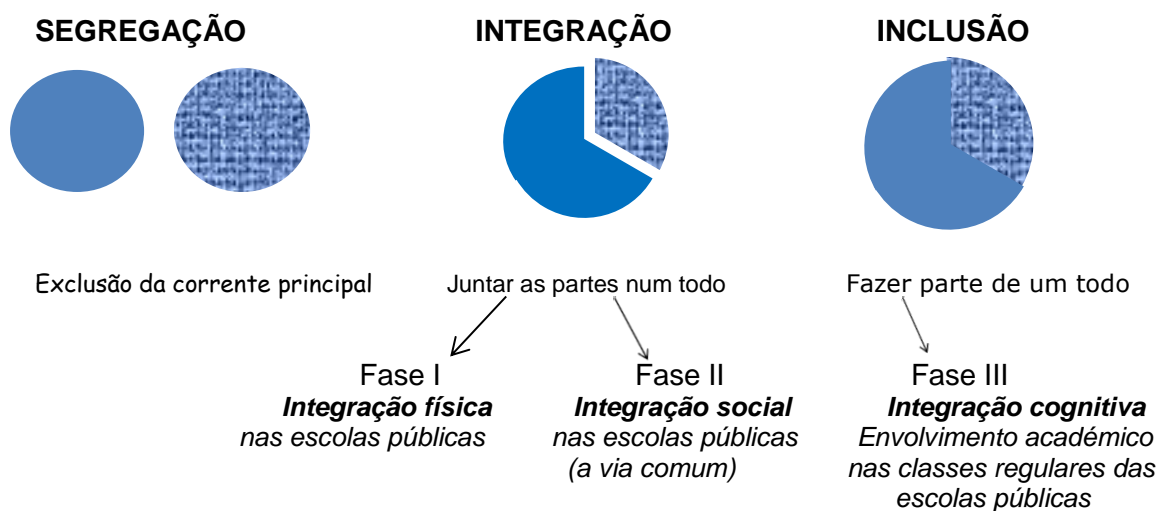 SEGREGAÇÃO
INTEGRAÇÃO
INCLUSÃO
Exclusão da corrente principal
Juntar as partes num todo
Fazer parte de um todo
Fase I
Integração física
nas escolas públicas
Fase II
Integração social
nas escolas públicas
(a via comum)
Fase III
Integração cognitiva
Envolvimento académico
nas classes regulares das
escolas públicas